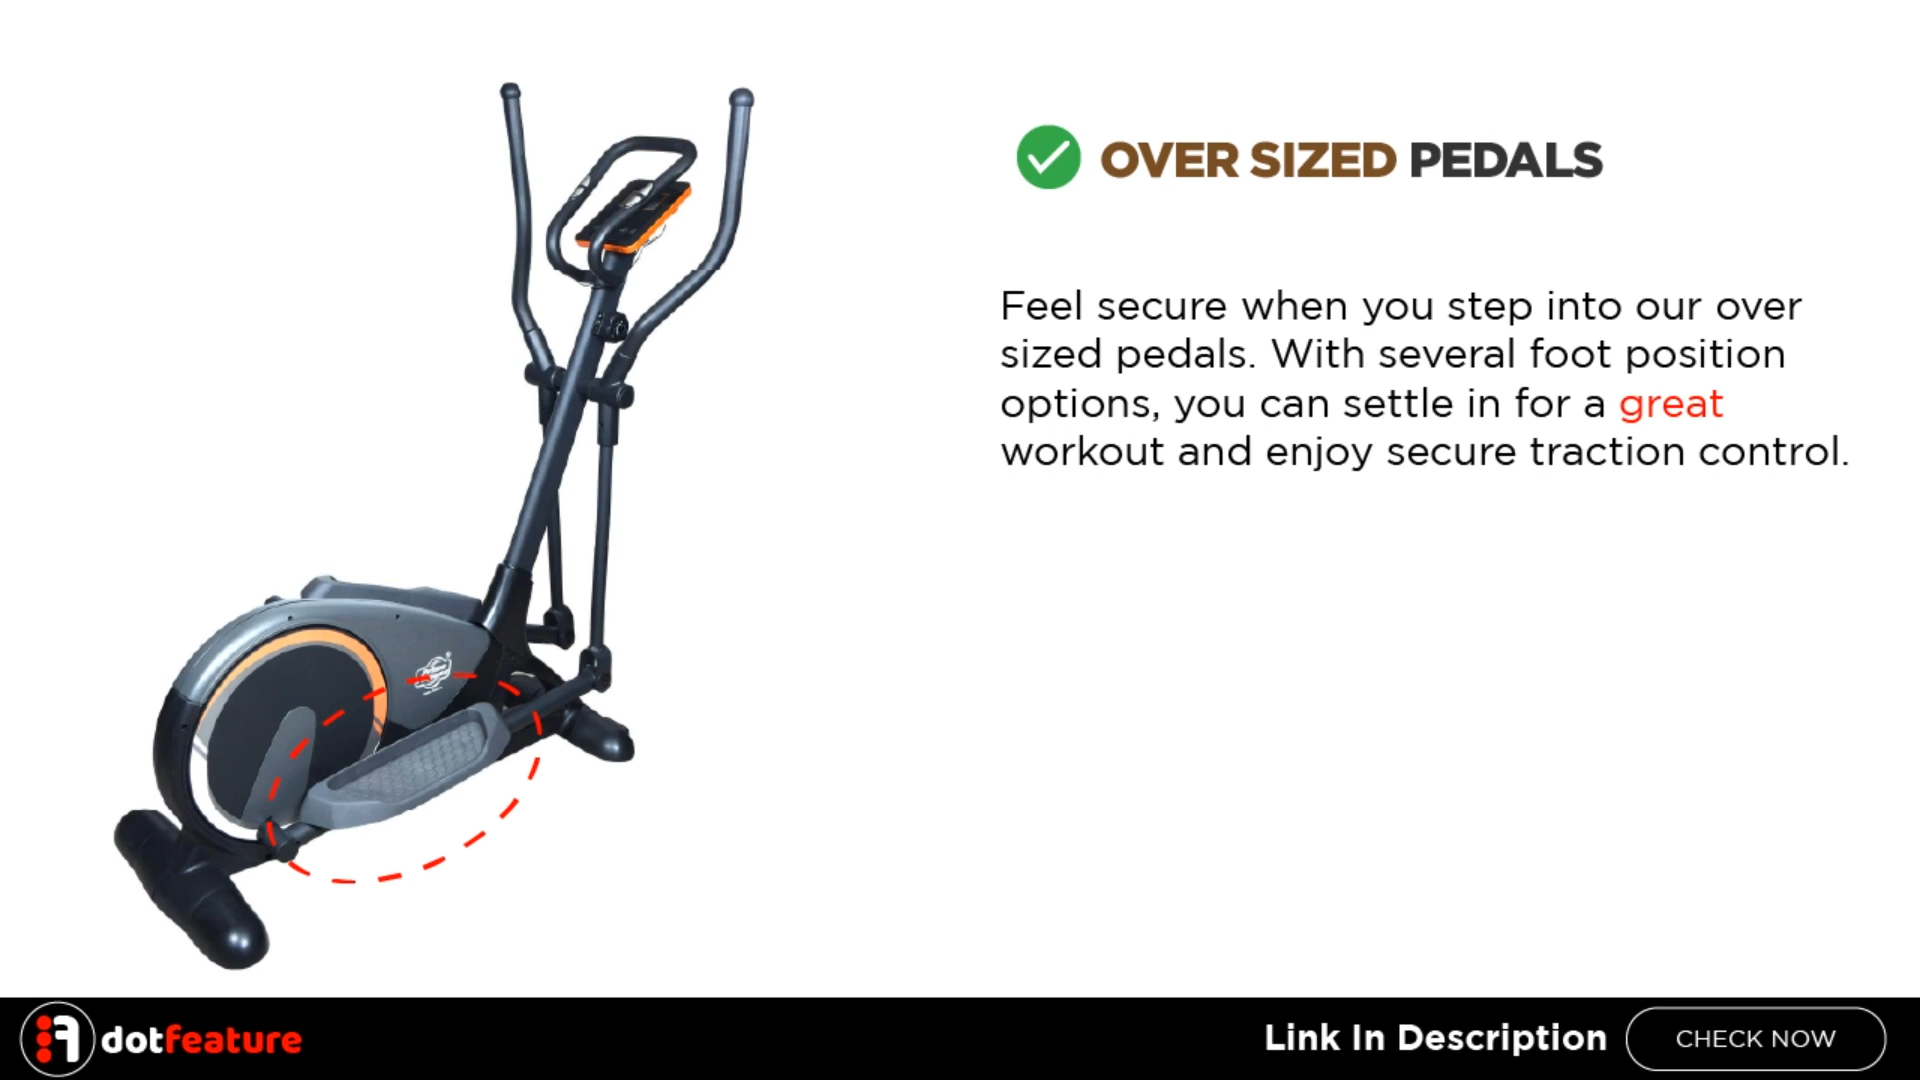 OVER SIZED PEDALS
Feel secure when you step into our over
sized pedals. With several foot position
options, you can settle in for a great
workout and enjoy secure traction control.
dotfeature
Link In Description
CHECK NOW